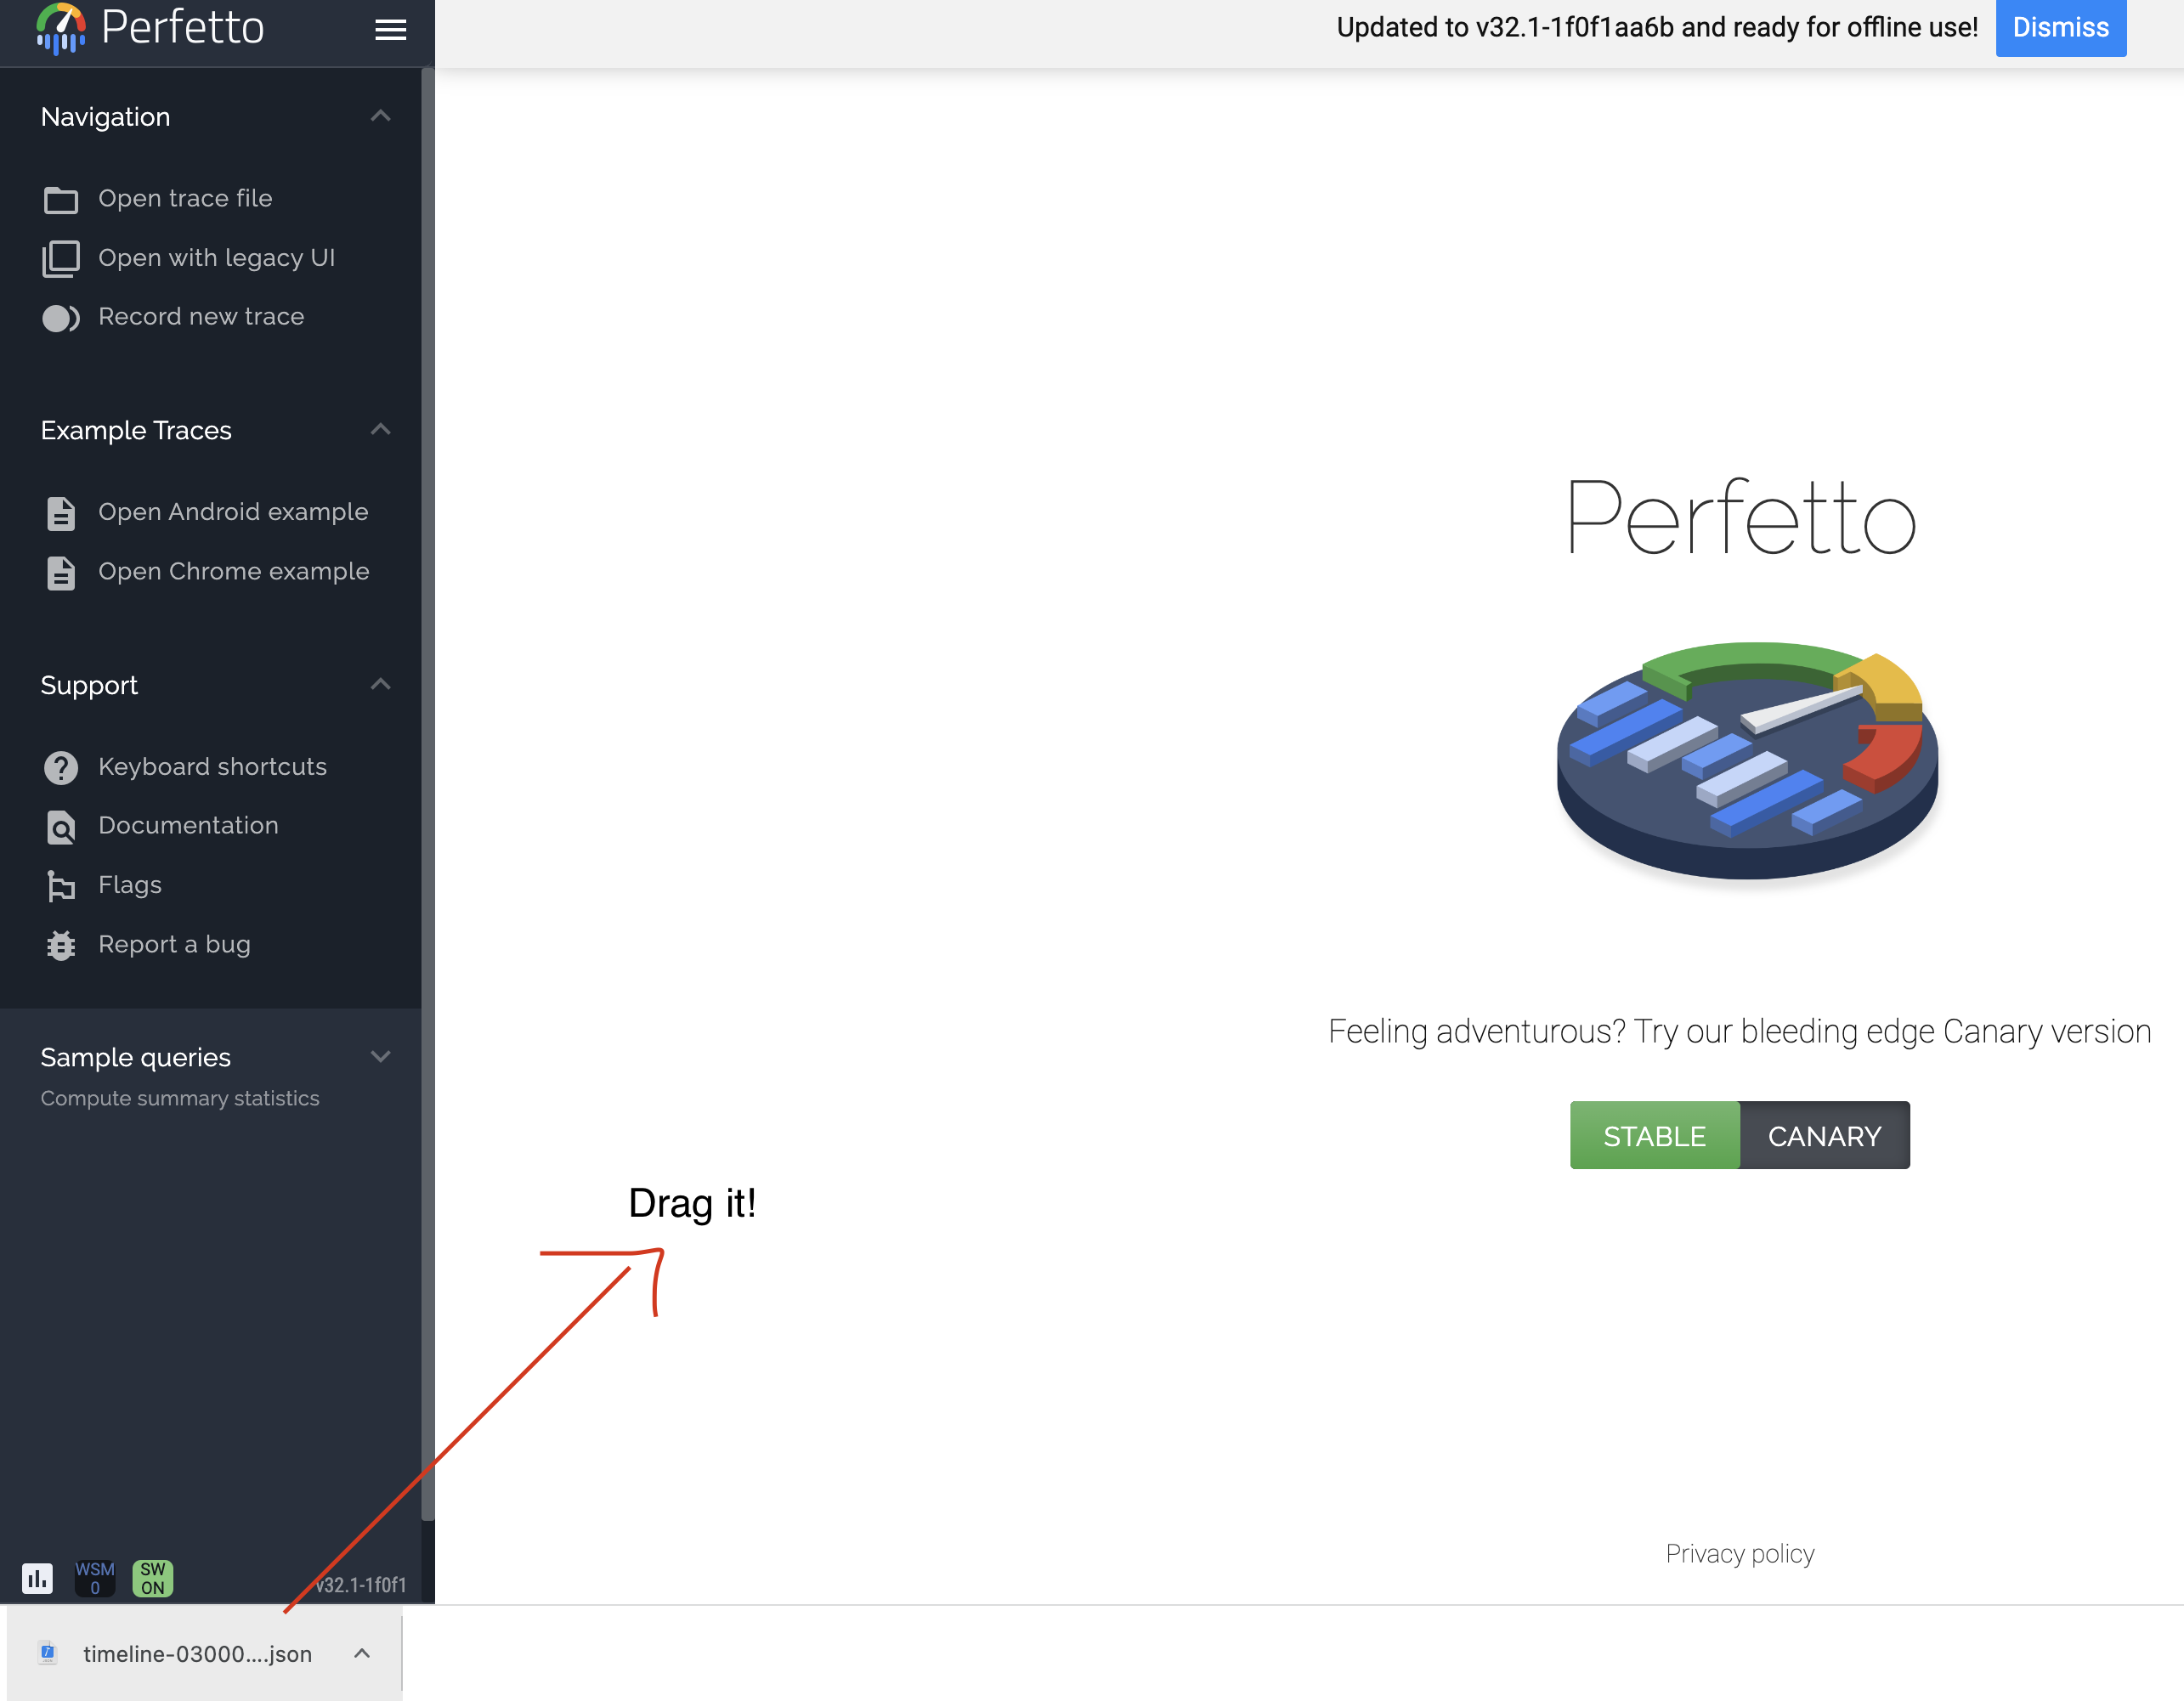 Perfetto
Updated to v32.1-1f0f1aa6b and ready for offline use!
Dismiss
Navigation
Open trace file
Open with legacy UI
Record new trace
Example Traces
Open Android example
Open Chrome example
Support
Keyboard shortcuts
Documentation
Flags
Report a bug
Sample queries
Compute summary statistics
Perfetto
Feeling adventurous? Try our bleeding edge Canary version
STABLE
CANARY
Drag it!
Privacy policy
WSM
0
SW
ON
v32.1-1f0f1
timeline-03000....json